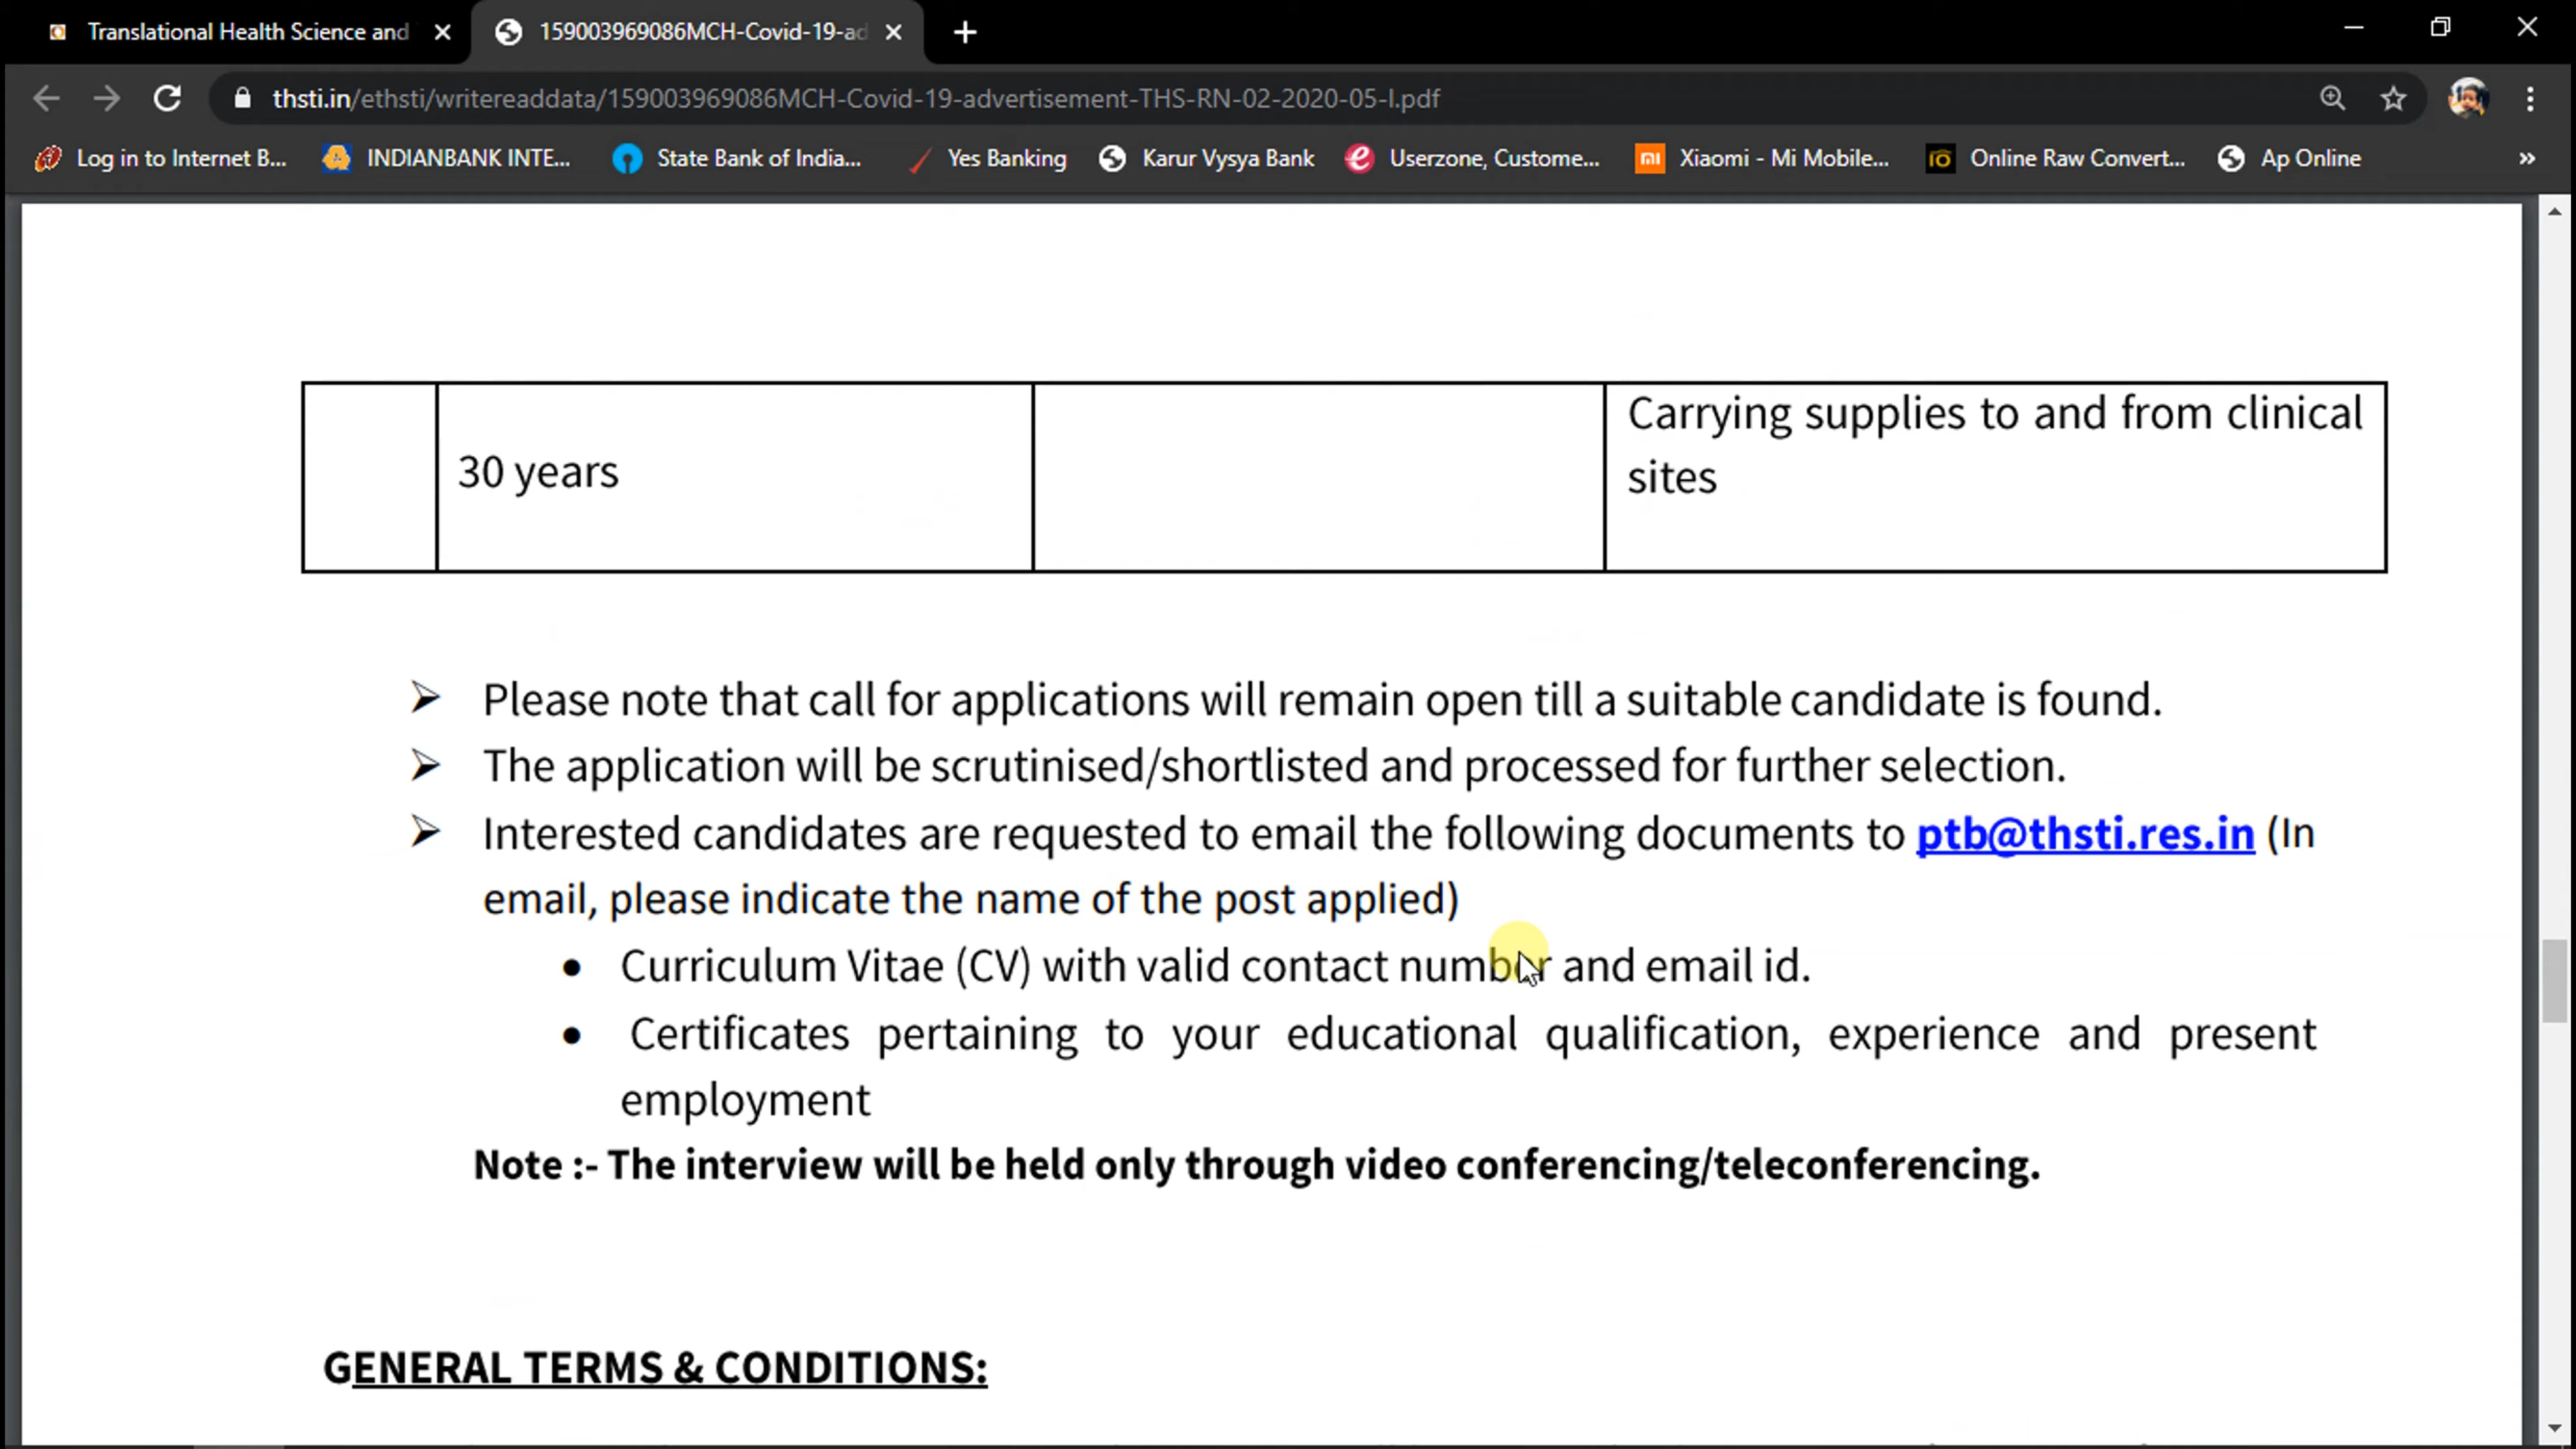 Translational Health Science and
159003969086MCH-Covid-19-ad
thsti.in/ethsti/writereaddata/159003969086MCH-Covid-19-advertisement-THS-RN-02-2020-05-I.pdf
Log in to Internet B... INDIANBANK INTE... State Bank of India... Yes Banking Karur Vysya Bank Userzone, Custome... Xiaomi - Mi Mobile... Online Raw Convert... Ap Online »
30 years
Carrying supplies to and from clinical
sites
➢ Please note that call for applications will remain open till a suitable candidate is found.
➢ The application will be scrutinised/shortlisted and processed for further selection.
➢ Interested candidates are requested to email the following documents to ptb@thsti.res.in (In
email, please indicate the name of the post applied)
• Curriculum Vitae (CV) with valid contact number and email id.
• Certificates pertaining to your educational qualification, experience and present
employment
Note :- The interview will be held only through video conferencing/teleconferencing.
GENERAL TERMS & CONDITIONS: